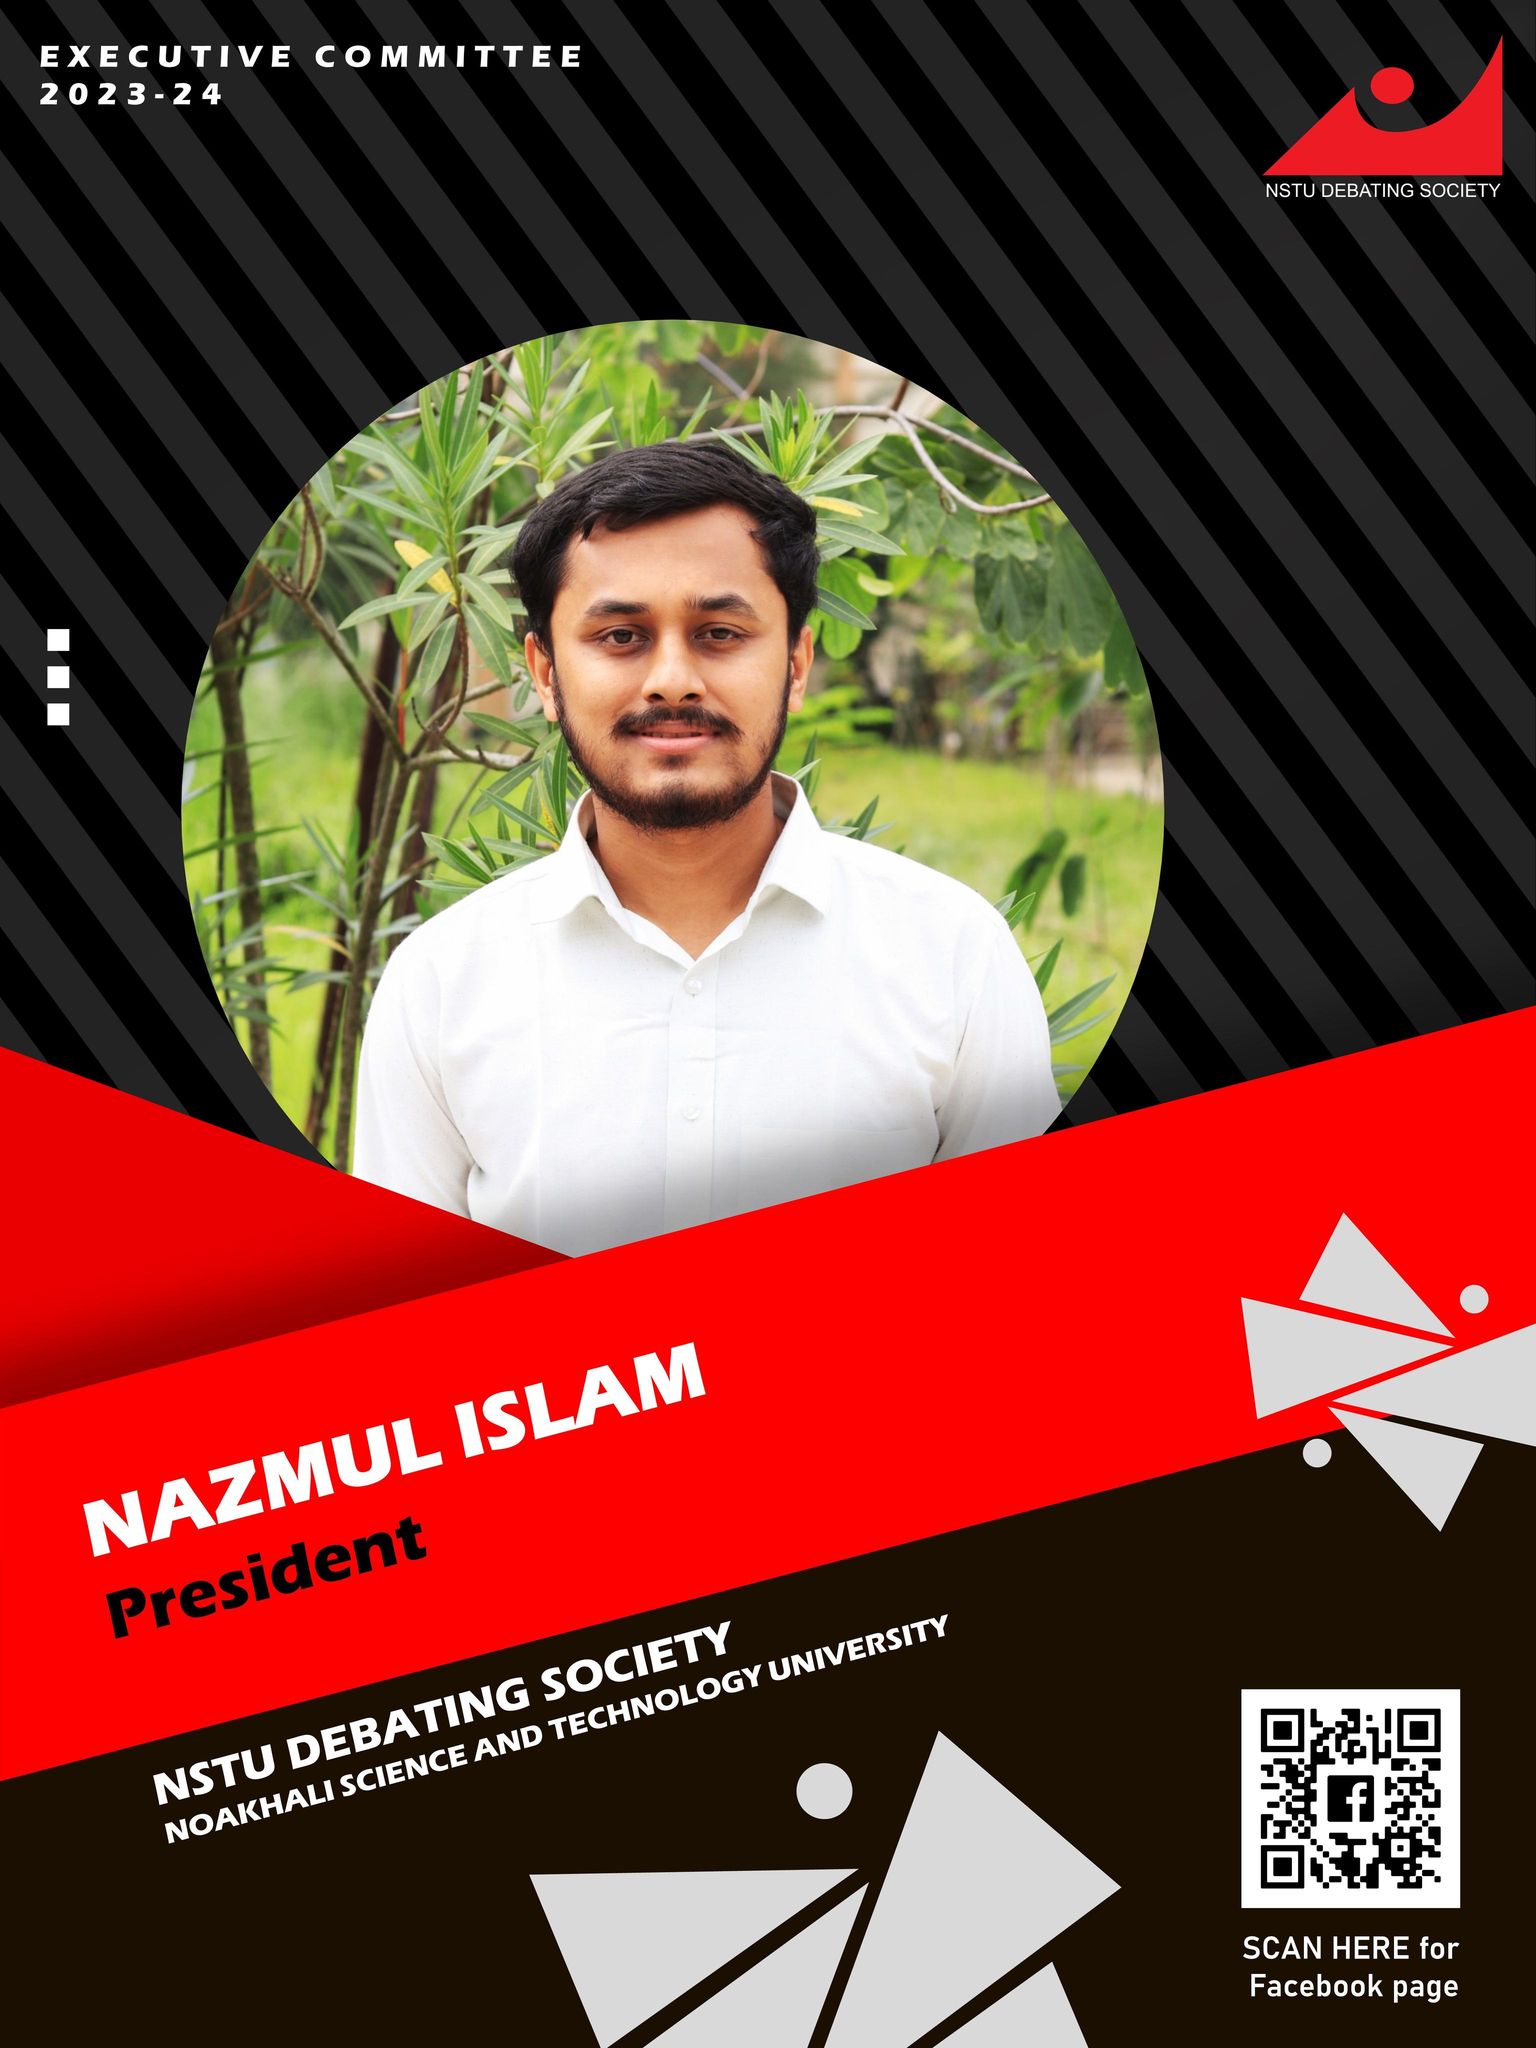 EXECUTIVE COMMITTEE
2023-24
NSTU DEBATING SOCIETY
NAZMUL ISLAM
President
NSTU DEBATING SOCIETY
NOAKHALI SCIENCE AND TECHNOLOGY UNIVERSITY
SCAN HERE for
Facebook page